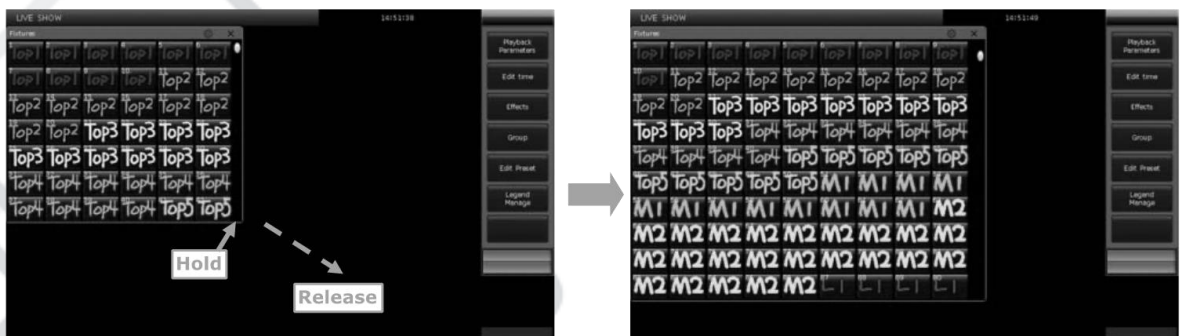 LIVE SHOW 14:51:38
Fixtures
Top1 Top1 Top1 Top1 Top1 Top1
Top1 Top1 Top1 Top1 Top2 Top2
Top2 Top2 Top2 Top2 Top2 Top2
Top2 Top2 Top3 Top3 Top3 Top3
Top3 Top3 Top3 Top3 Top3 Top3
Top4 Top4 Top4 Top4 Top4 Top4
Top4 Top4 Top4 Top4 Top5 Top5
Playback
Parameters
Edit time
Effects
Group
Edit Preset
Legend
Manage
Hold
Release
LIVE SHOW 14:51:49
Fixtures
Top1 Top1 Top1 Top1 Top1 Top1 Top1 Top1 Top1
Top1 Top2 Top2 Top2 Top2 Top2 Top2 Top2 Top2
Top2 Top2 Top3 Top3 Top3 Top3 Top3 Top3 Top3
Top3 Top3 Top3 Top4 Top4 Top4 Top4 Top4 Top4
Top4 Top4 Top4 Top4 Top5 Top5 Top5 Top5 Top5
Top5 Top5 Top5 Top5 Top5 M1 M1 M1 M1
M1 M1 M1 M1 M1 M1 M1 M1 M2
M2 M2 M2 M2 M2 M2 M2 M2 M2
M2 M2 M2 M2 M2 M2 M2 M2 M2
M2 M2 M2 M2 M2 L1 L1 L1 L1
Playback
Parameters
Edit time
Effects
Group
Edit Preset
Legend
Manage